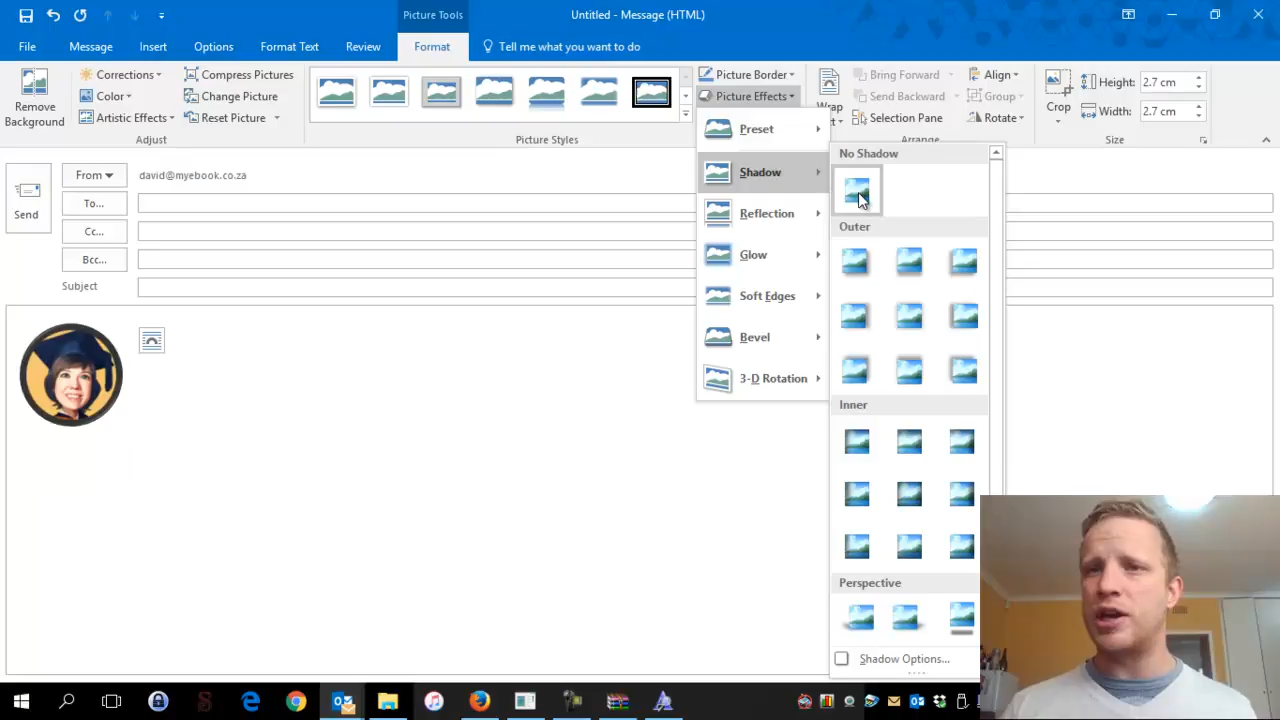 Picture Tools
Untitled - Message (HTML)
File
Message
Insert
Options
Format Text
Review
Format
Tell me what you want to do
Remove Background
Corrections
Color
Artistic Effects
Compress Pictures
Change Picture
Reset Picture
Adjust
Picture Styles
Picture Border
Picture Effects
Wrap
Bring Forward
Send Backward
Selection Pane
Align
Group
Rotate
Arrange
Crop
Height: 2.7 cm
Width: 2.7 cm
Size
Preset
Shadow
Reflection
Glow
Soft Edges
Bevel
3-D Rotation
No Shadow
Outer
Inner
Perspective
Shadow Options...
Send
From
david@myebook.co.za
To...
Cc...
Bcc...
Subject